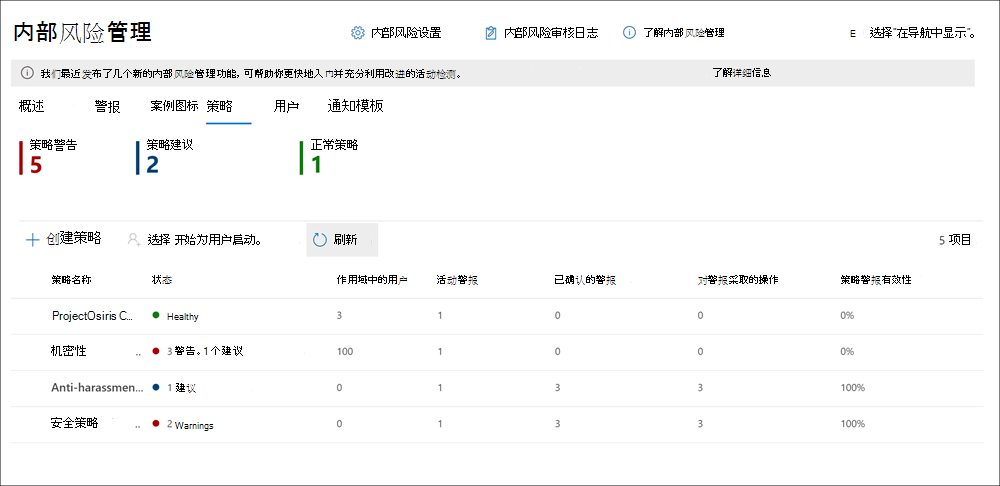 内部风险管理 内部风险设置 内部风险审核日志 了解内部风险管理 E 选择"在导航中显示"。
我们最近发布了几个新的内部风险管理功能, 可帮助你更快地入门并充分利用改进的活动检测。 了解详细信息
概述 警报 案例图标 策略 用户 通知模板
策略警告 策略建议 正常策略
5 2 1
创建策略 选择 开始为用户启动。 刷新 5 项目
策略名称 状态 作用域中的用户 活动警报 已确认的警报 对警报采取的操作 策略警报有效性
ProjectOsiris C... Healthy 3 1 0 0 0%
机密性 .. 3 警告。1 个建议 100 1 0 0 0%
Anti-harassmen... 1 建议 0 1 3 3 100%
安全策略 .. 2 Warnings 0 1 3 3 100%